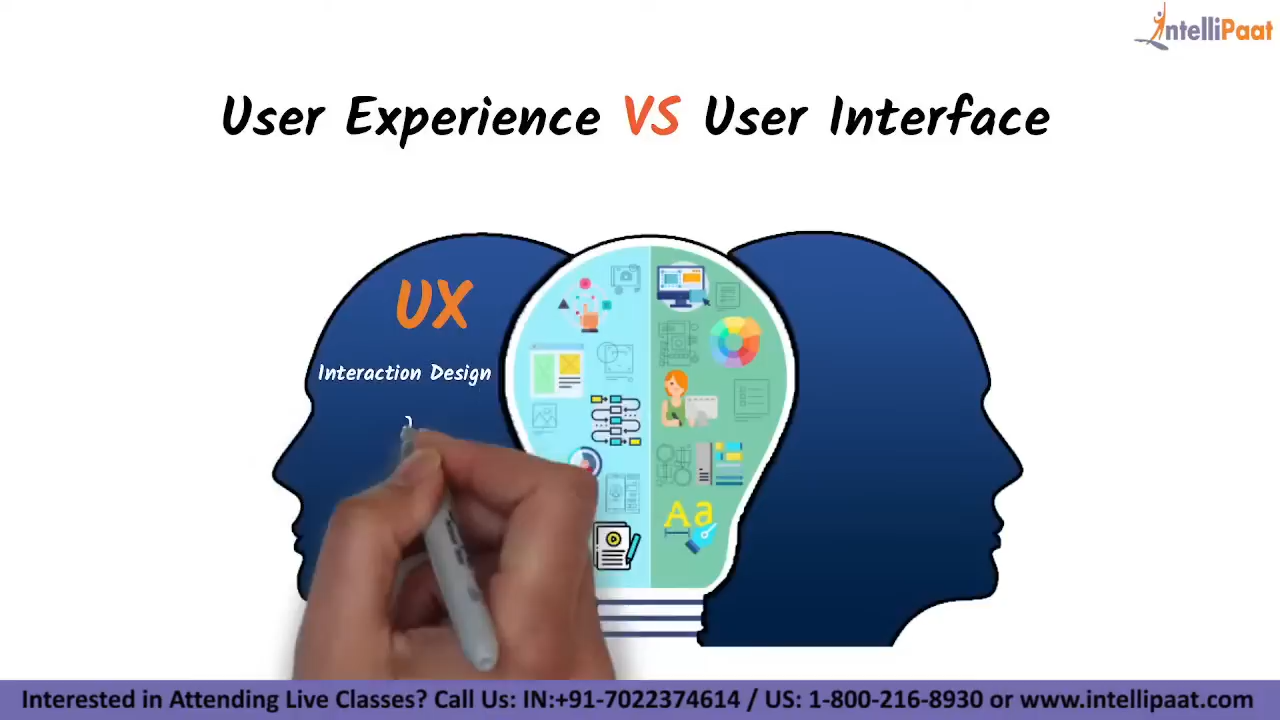 IntelliPaat
User Experience VS User Interface
UX
Interaction Design
Aa
Interested in Attending Live Classes? Call Us: IN:+91-7022374614 / US: 1-800-216-8930 or www.intellipaat.com